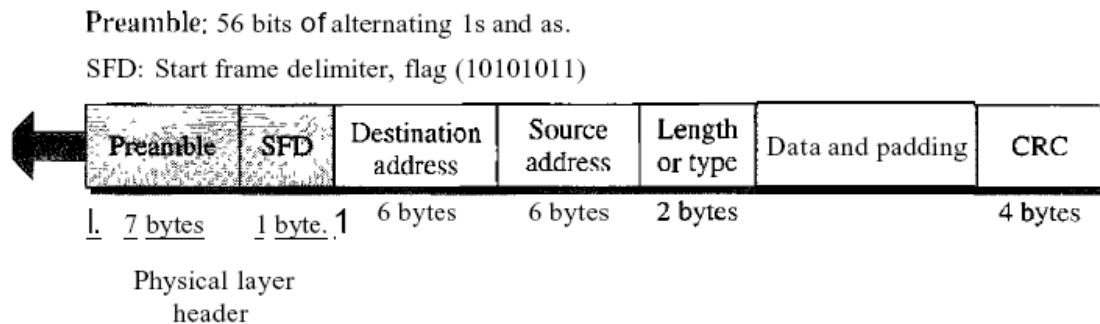 Preamble: 56 bits of alternating 1s and as.
SFD: Start frame delimiter, flag (10101011)
Preamble SFD Destination address Source address Length or type Data and padding CRC
l. 7 bytes 1 byte. 1 6 bytes 6 bytes 2 bytes 4 bytes
Physical layer
header